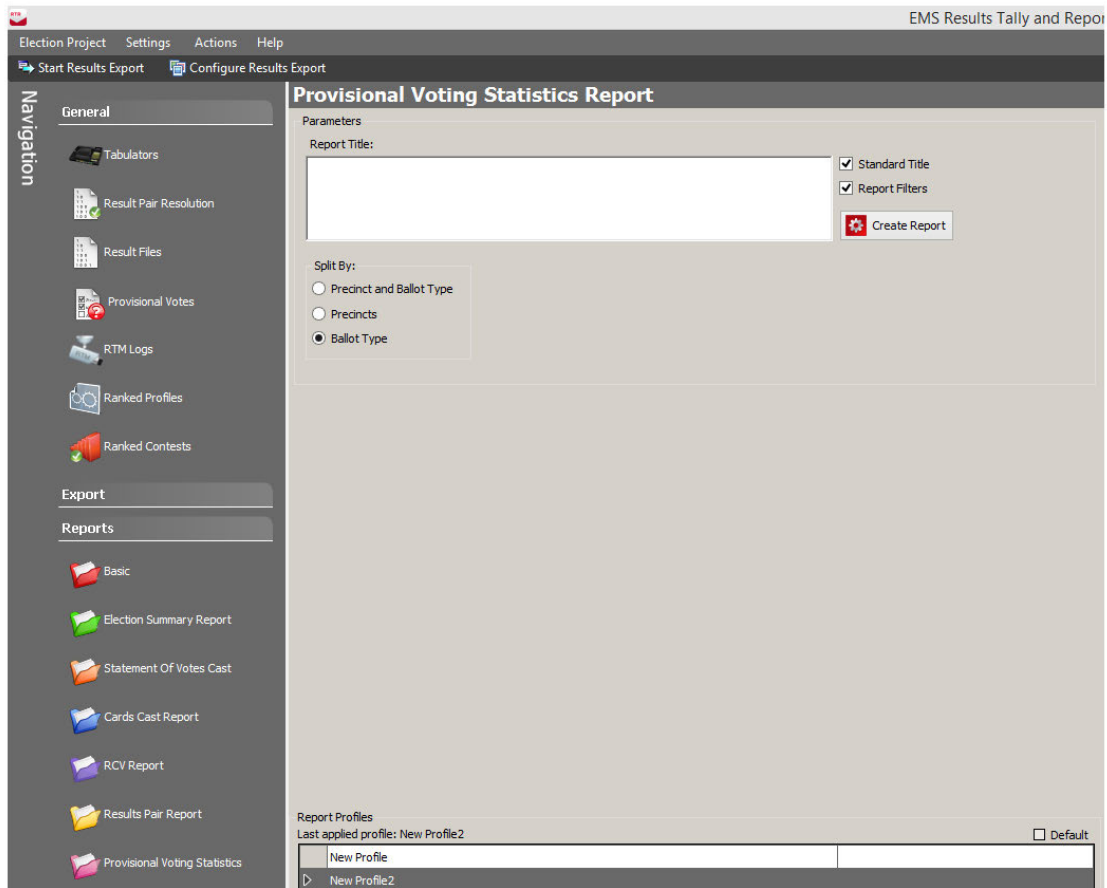 RTR
EMS Results Tally and Repor
Election Project Settings Actions Help
Start Results Export Configure Results Export
Navigation
General
Tabulators
Result Pair Resolution
Result Files
Provisional Votes
RTM Logs
Ranked Profiles
Ranked Contests
Export
Reports
Basic
Election Summary Report
Statement Of Votes Cast
Cards Cast Report
RCV Report
Results Pair Report
Provisional Voting Statistics
Provisional Voting Statistics Report
Parameters
Report Title:
Standard Title
Report Filters
Create Report
Split By:
Precinct and Ballot Type
Precincts
Ballot Type
Report Profiles
Last applied profile: New Profile2
Default
New Profile
New Profile2